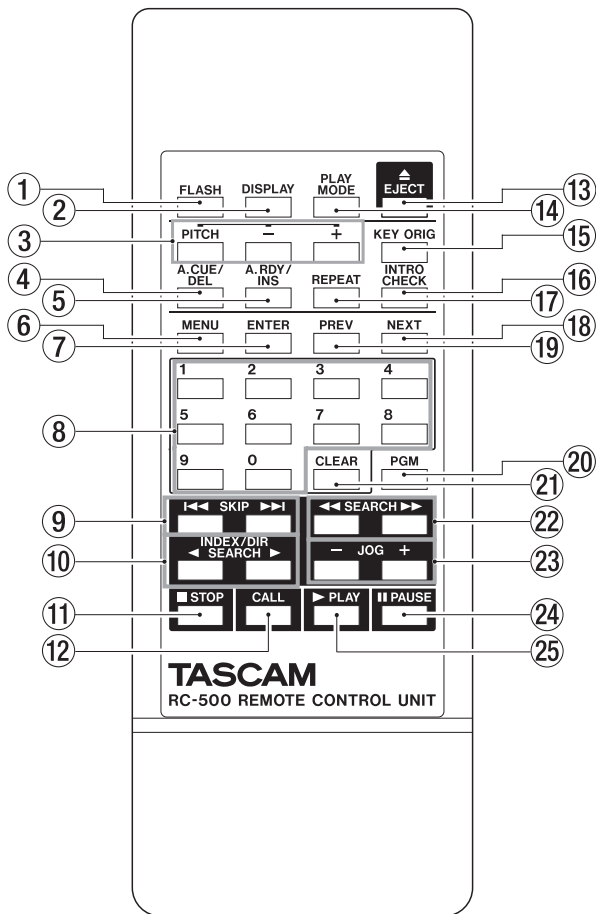 ① FLASH DISPLAY PLAY MODE ▲ EJECT ⑬
② ⑭
③ PITCH − + KEY ORIG ⑮
④ A.CUE/DEL A.RDY/INS REPEAT INTRO CHECK ⑯
⑤ ⑰
⑥ MENU ENTER PREV NEXT ⑱
⑦ ⑲
1 2 3 4
⑧ 5 6 7 8
9 0 CLEAR PGM ⑳
㉑
⑨ I◀◀ SKIP ▶▶I ◀◀ SEARCH ▶▶ ㉒
⑩ INDEX/DIR ◀ SEARCH ▶ − JOG + ㉓
⑪ ■ STOP CALL ▶ PLAY ❚❚ PAUSE ㉔
⑫ ㉕
TASCAM
RC-500 REMOTE CONTROL UNIT